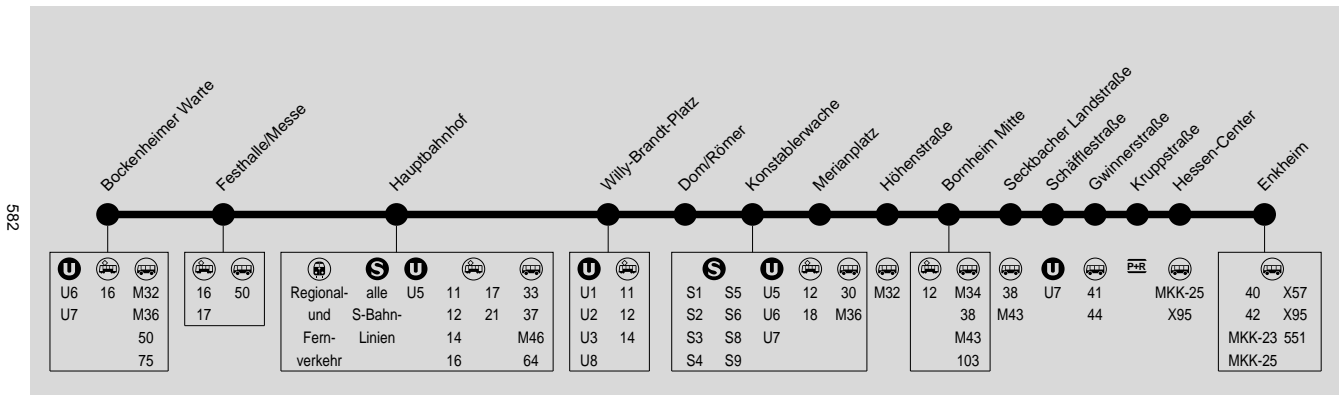 582
Bockenheimer Warte
Festhalle/Messe
Hauptbahnhof
Willy-Brandt-Platz
Dom/Römer
Konstablerwache
Merianplatz
Höhenstraße
Bornheim Mitte
Seckbacher Landstraße
Schäfflestraße
Gwinnerstraße
Kruppstraße
Hessen-Center
Enkheim
U
U6 16 M32
U7 M36
50
75
16 50
17
S U
Regional- alle U5 11 17 33
und S-Bahn- 12 21 37
Fern- Linien 14 M46
verkehr 16 64
U
U1 11
U2 12
U3 14
U8
S U
S1 S5 U5 12 30
S2 S6 U6 18 M36
S3 S8 U7
S4 S9
M32
12 M34
38
M43
103
38
M43
U
U7
41
44
P+R
MKK-25
X95
40 X57
42 X95
MKK-23 551
MKK-25